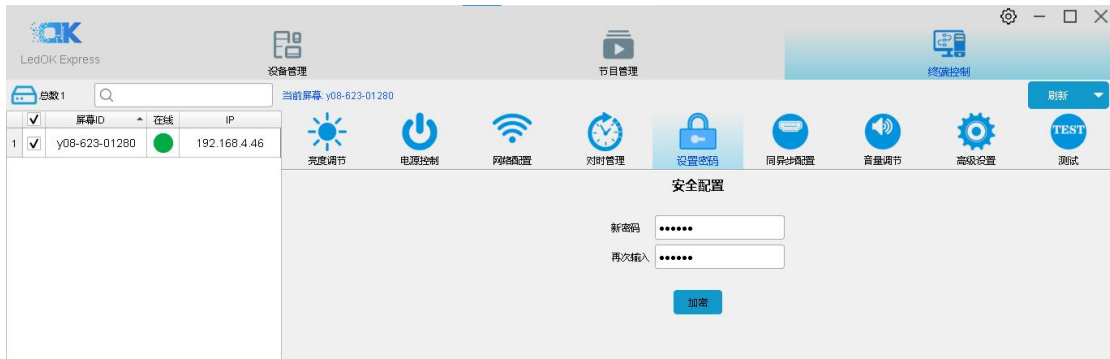 LedOK Express
设备管理
节目管理
终端控制
总数 1
当前屏幕: y08-623-01280
刷新
屏幕ID 在线 IP
1 y08-623-01280 192.168.4.46
亮度调节 电源控制 网络配置 对时管理 设置密码 同异步配置 音量调节 高级设置 TEST 测试
安全配置
新密码 ••••••
再次输入 ••••••
加密